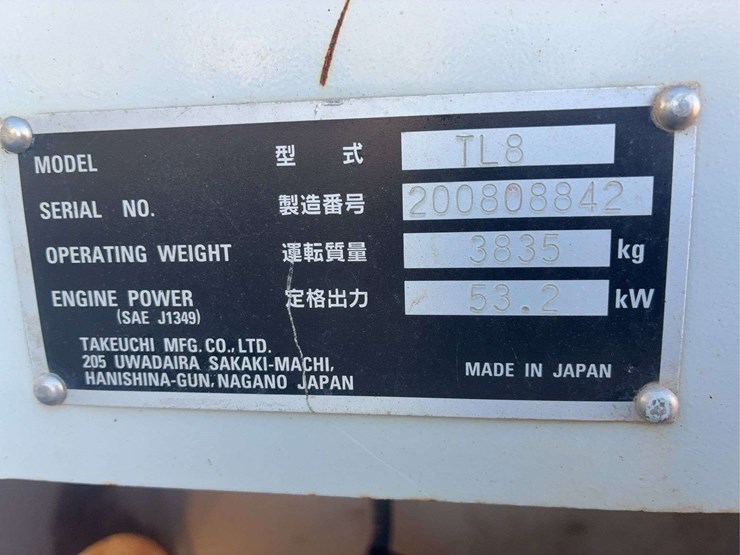 MODEL 型式 TL8
SERIAL NO. 製造番号 200808842
OPERATING WEIGHT 運転質量 3835 kg
ENGINE POWER 定格出力 53.2 kW
(SAE J1349)
TAKEUCHI MFG. CO., LTD.
205 UWADAIRA SAKAKI-MACHI,
HANISHINA-GUN, NAGANO JAPAN
MADE IN JAPAN